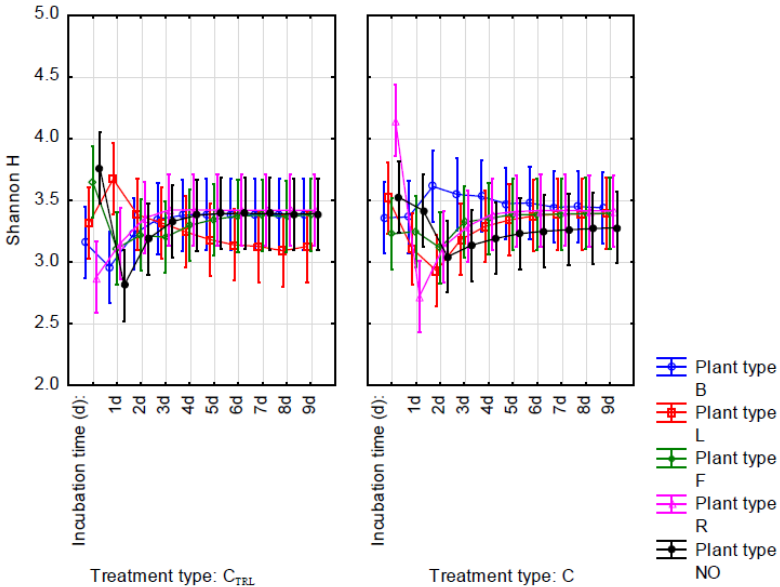 5.0
4.5
4.0
3.5
3.0
2.5
2.0
Shannon H
Incubation time (d):
1d
2d
3d
4d
5d
6d
7d
8d
9d
Incubation time (d):
1d
2d
3d
4d
5d
6d
7d
8d
9d
Treatment type: CTRL
Treatment type: C
Plant type
B
Plant type
L
Plant type
F
Plant type
R
Plant type
NO